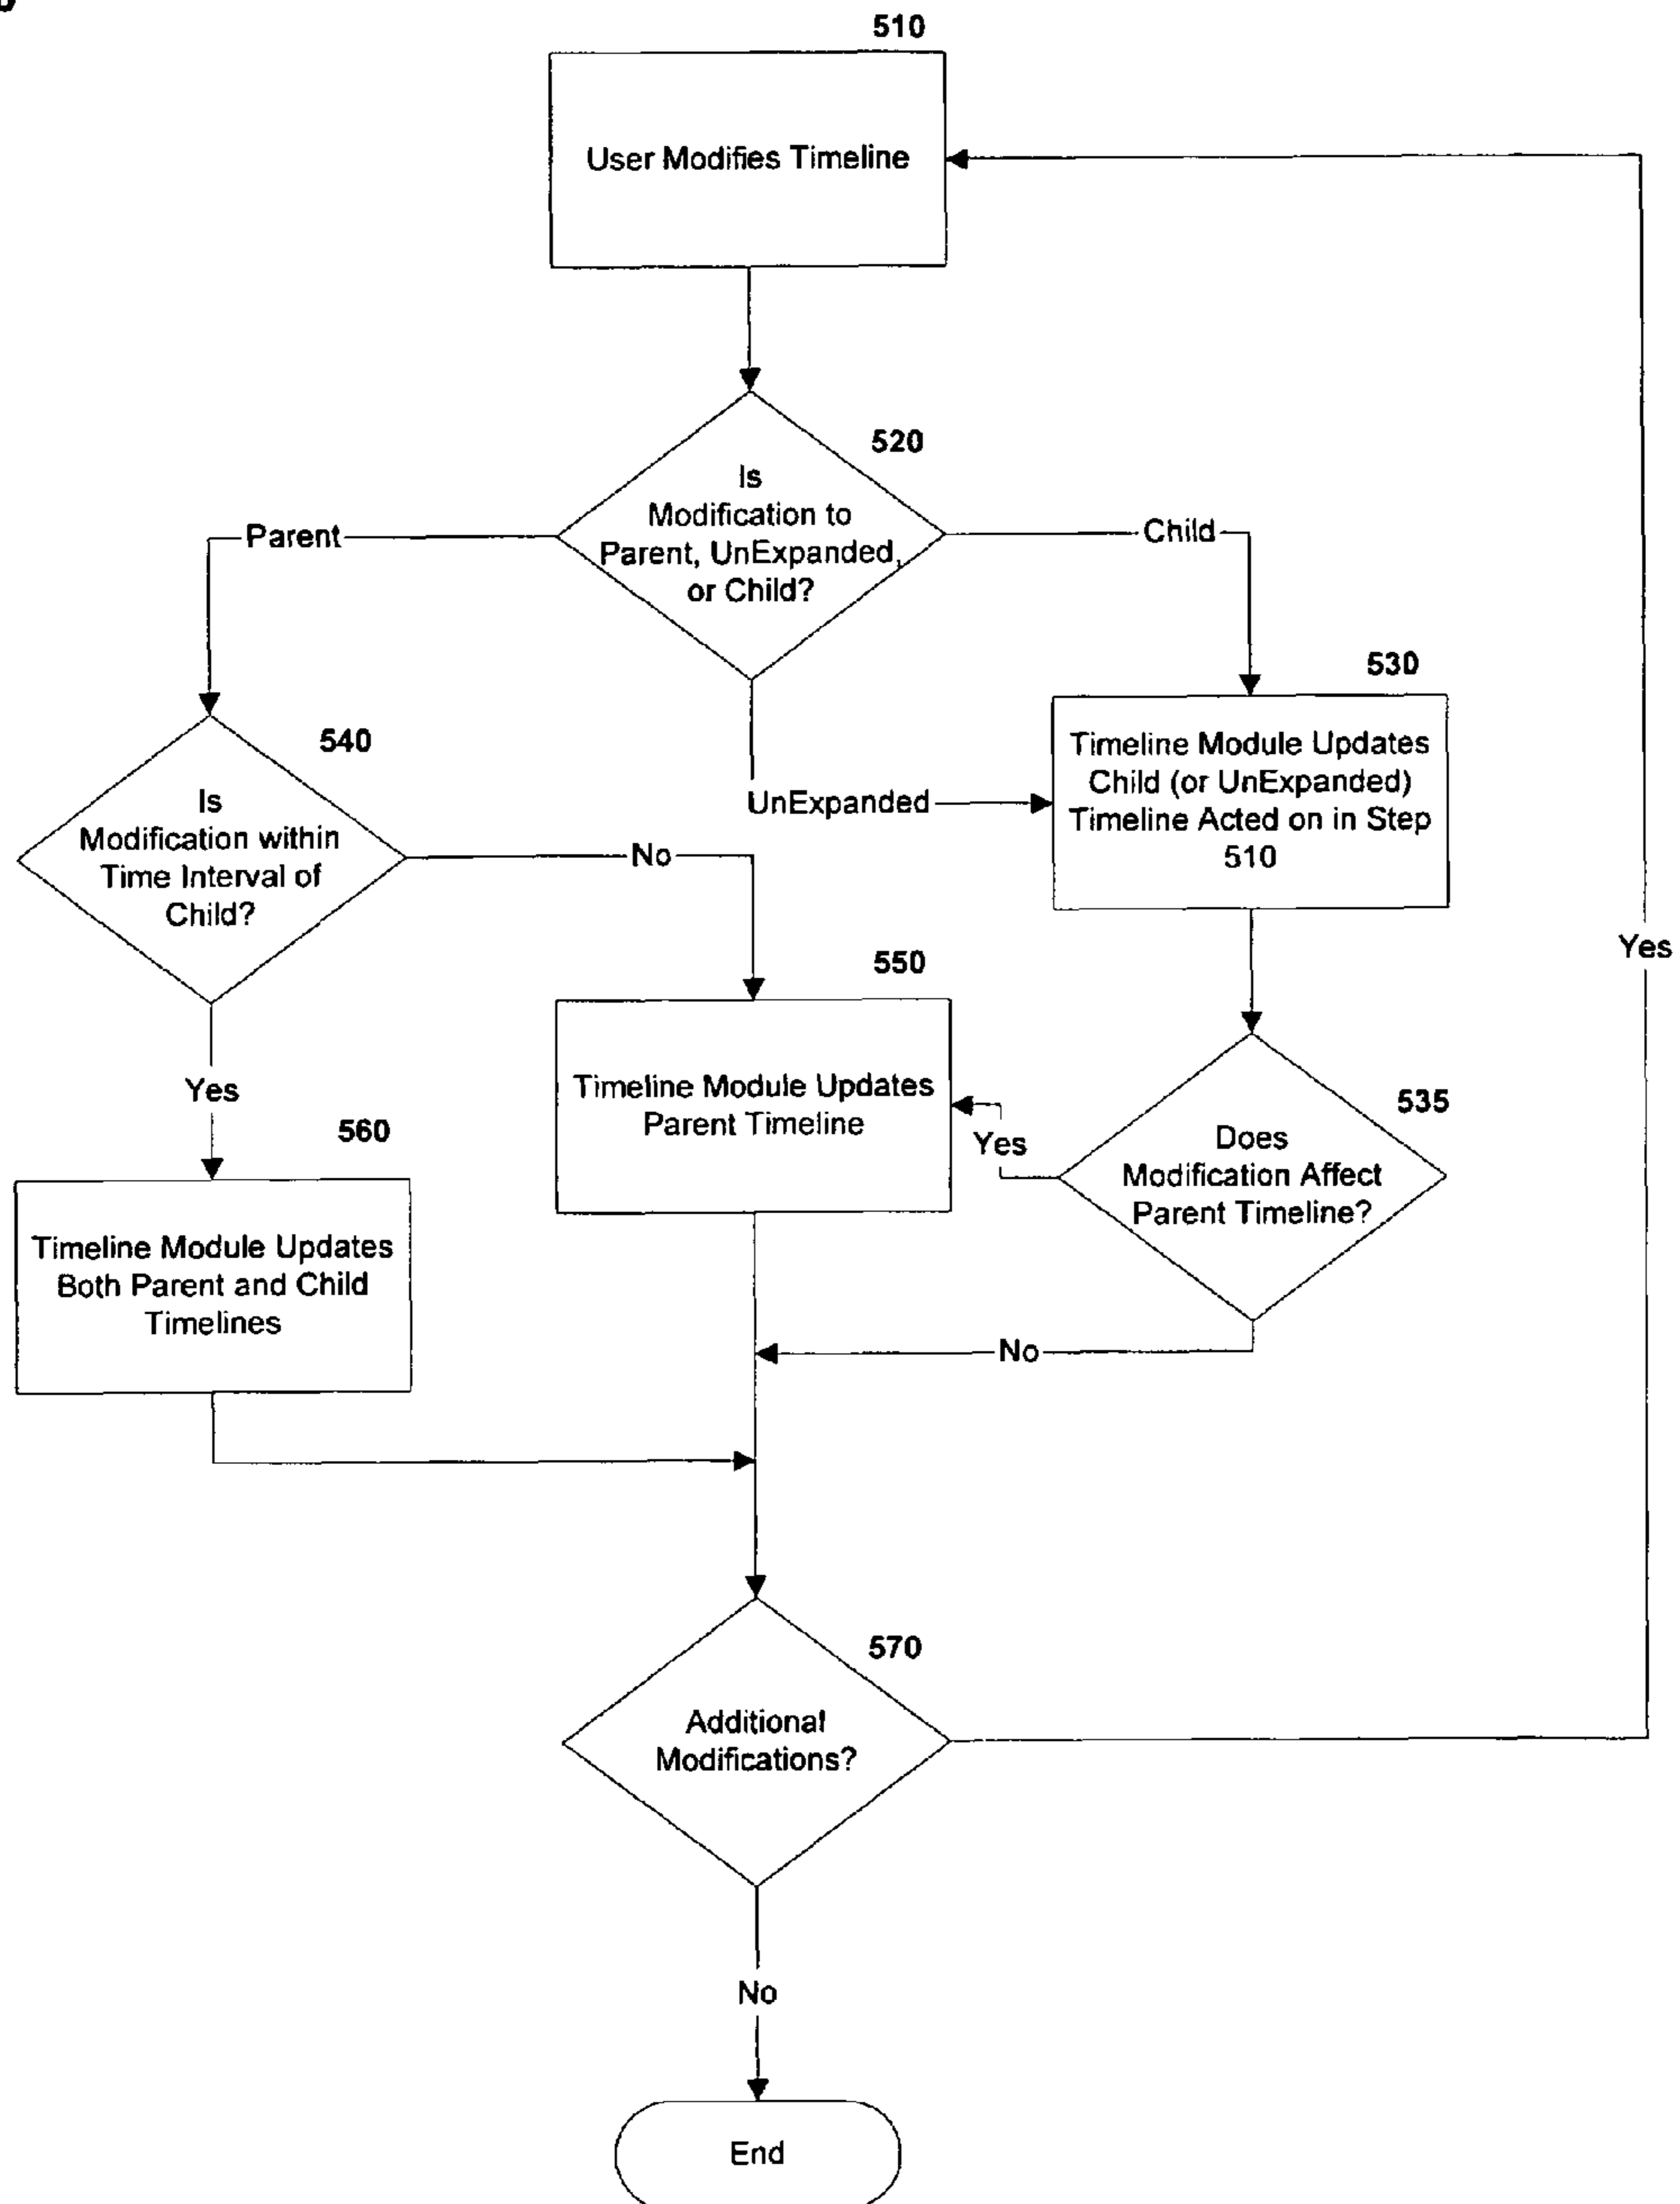 510
User Modifies Timeline
520
Is
Modification to
Parent, UnExpanded,
or Child?
Parent
Child
530
Timeline Module Updates
Child (or UnExpanded)
Timeline Acted on in Step
510
UnExpanded
540
Is
Modification within
Time Interval of
Child?
No
Yes
550
Timeline Module Updates
Parent Timeline
535
Does
Modification Affect
Parent Timeline?
Yes
Yes
560
Timeline Module Updates
Both Parent and Child
Timelines
No
570
Additional
Modifications?
No
End